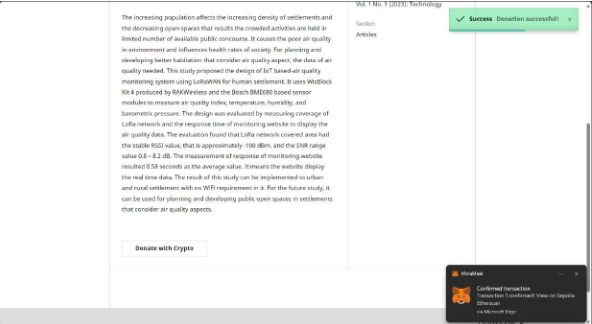 Vol. 1 No. 1 (2023): Technology
Section
Articles
Success Donation successful!
The increasing population affects the increasing density of settlements and
the decreasing open spaces that results the crowded activities are held in
limited number of available public concourse. It causes the poor air quality
in environment and influences health rates of society. For planning and
developing better habitation that consider air quality aspect, the data of air
quality needed. This study proposed the design of IoT based-air quality
monitoring system using LoRaWAN for human settlement. It uses WisBlock
Kit 4 produced by RAKWireless and the Bosch BME680 based sensor
modules to measure air quality index, temperature, humidity, and
barometric pressure. The design was evaluated by measuring coverage of
LoRa network and the response time of monitoring website to display the
air quality data. The evaluation found that LoRa network covered area had
the stable RSSI value, that is approximately -100 dBm, and the SNR range
value 0.8 – 8.2 dB. The measurement of response of monitoring website
resulted 0.58 seconds as the average value. It means the website display
the real time data. The result of this study can be implemented to urban
and rural settlement with no WiFi requirement in it. For the future study, it
can be used for planning and developing public open spaces in settlements
that consider air quality aspects.
Donate with Crypto
MetaMask
Confirmed transaction
Transaction 1 confirmed! View on Sepolia
Etherscan
via Microsoft Edge